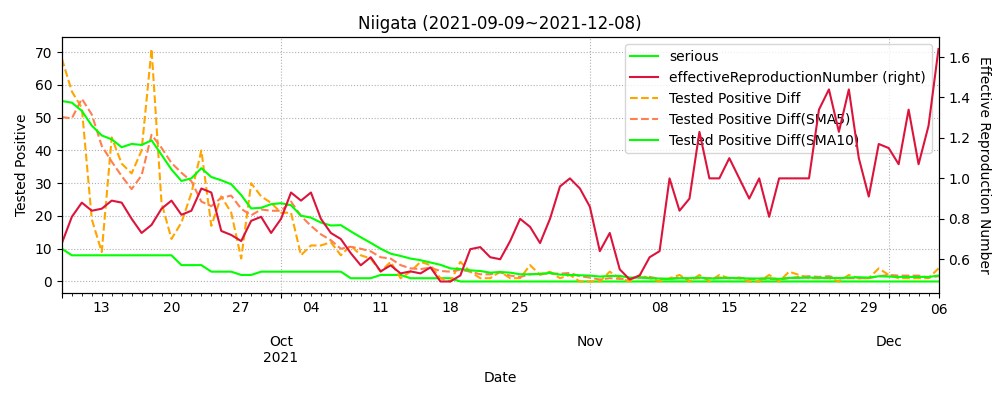 Niigata (2021-09-09~2021-12-08)
serious
effectiveReproductionNumber (right)
Tested Positive Diff
Tested Positive Diff(SMA5)
Tested Positive Diff(SMA10)
Tested Positive
70
60
50
40
30
20
10
0
1.6
1.4
1.2
1.0
0.8
0.6
Effective Reproduction Number
13 20 27 04 11 18 25 08 15 22 29 06
Oct Nov Dec
2021
Date